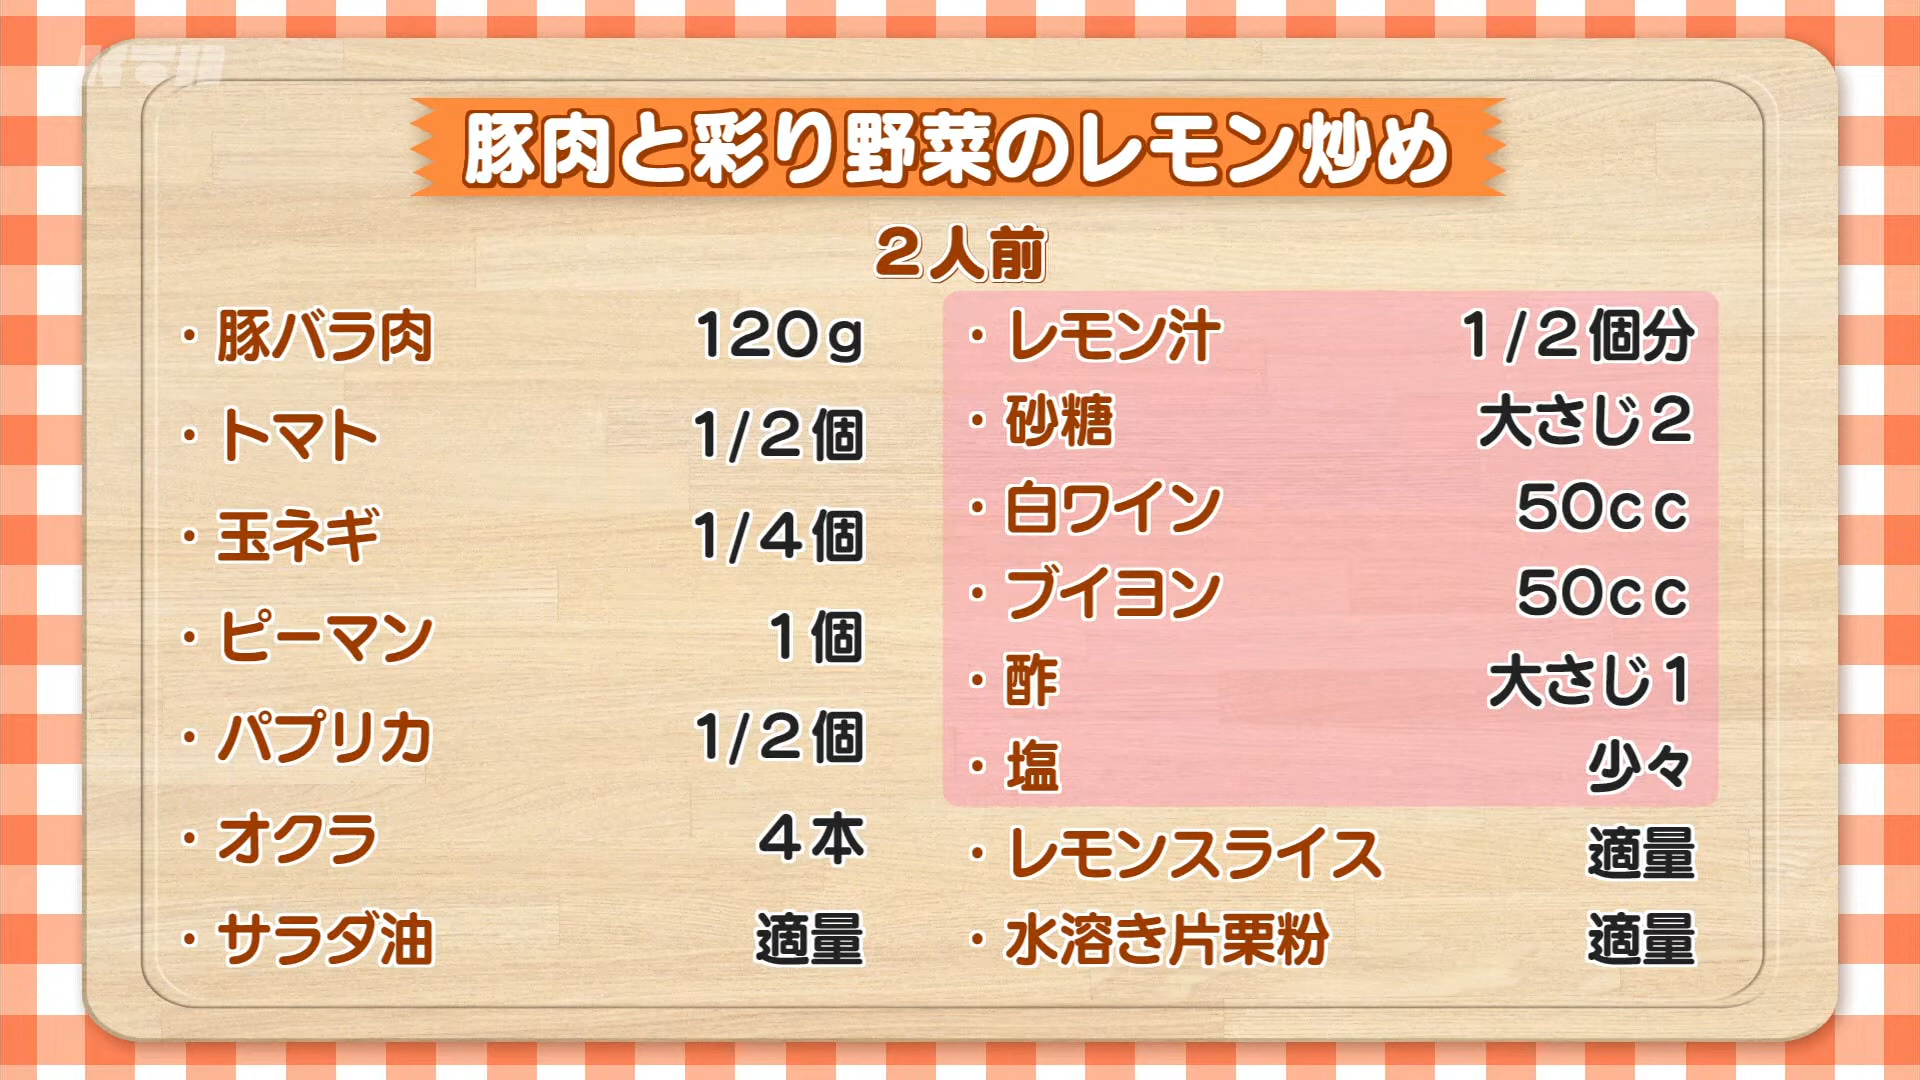 豚肉と彩り野菜のレモン炒め
2人前
・豚バラ肉 120g
・トマト 1/2個
・玉ネギ 1/4個
・ピーマン 1個
・パプリカ 1/2個
・オクラ 4本
・サラダ油 適量
・レモン汁 1/2個分
・砂糖 大さじ2
・白ワイン 50cc
・ブイヨン 50cc
・酢 大さじ1
・塩 少々
・レモンスライス 適量
・水溶き片栗粉 適量